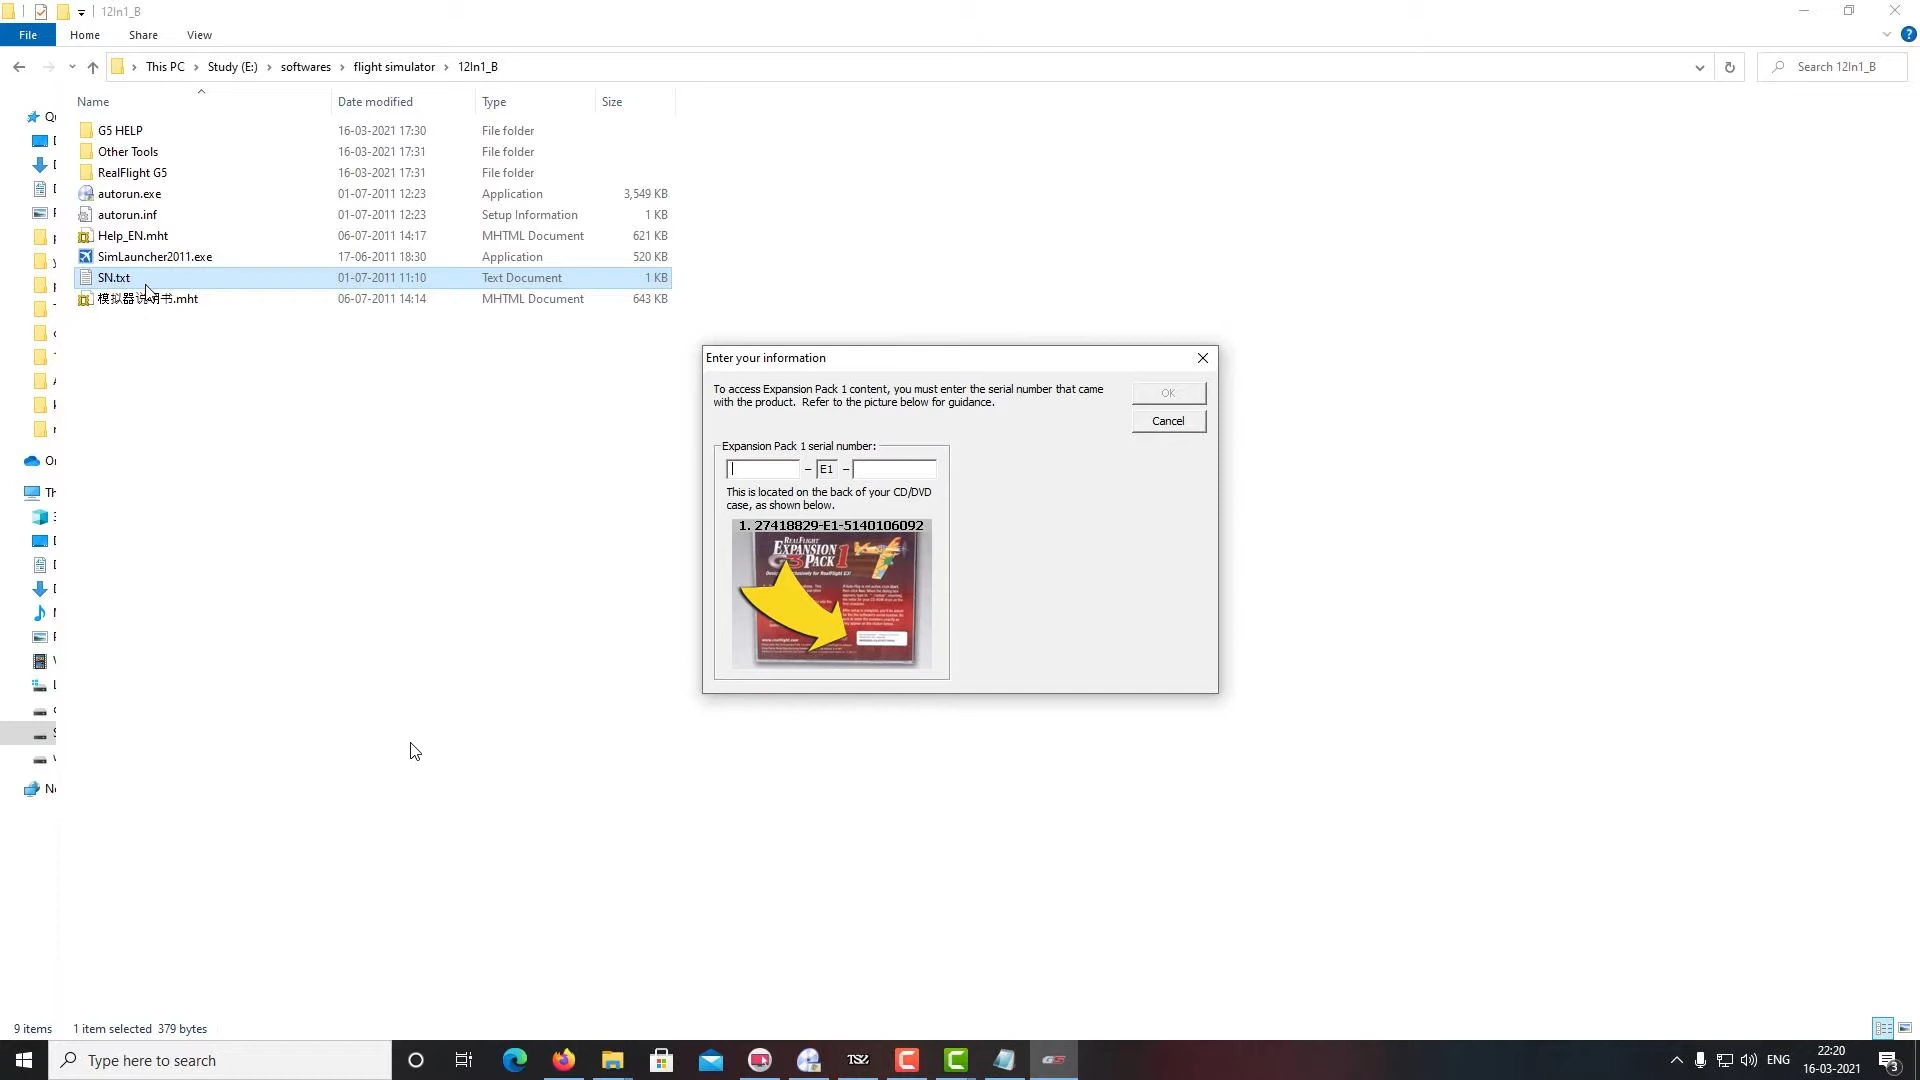 12In1_B
File
Home
Share
View
This PC
Study (E:)
softwares
flight simulator
12In1_B
Search 12In1_B
Name
Date modified
Type
Size
G5 HELP 16-03-2021 17:30 File folder
Other Tools 16-03-2021 17:31 File folder
RealFlight G5 16-03-2021 17:31 File folder
autorun.exe 01-07-2011 12:23 Application 3,549 KB
autorun.inf 01-07-2011 12:23 Setup Information 1 KB
Help_EN.mht 06-07-2011 14:17 MHTML Document 621 KB
SimLauncher2011.exe 17-06-2011 18:30 Application 520 KB
SN.txt 01-07-2011 11:10 Text Document 1 KB
模拟器说明书.mht 06-07-2011 14:14 MHTML Document 643 KB
Enter your information
To access Expansion Pack 1 content, you must enter the serial number that came
with the product. Refer to the picture below for guidance.
OK
Cancel
Expansion Pack 1 serial number:
– E1 –
This is located on the back of your CD/DVD
case, as shown below.
1. 27418829-E1-5140106092
REALFLIGHT
EXPANSION
G3 PACK 1
www.realflight.com
9 items
1 item selected 379 bytes
Type here to search
TSZ
G5
ENG
22:20
16-03-2021
3